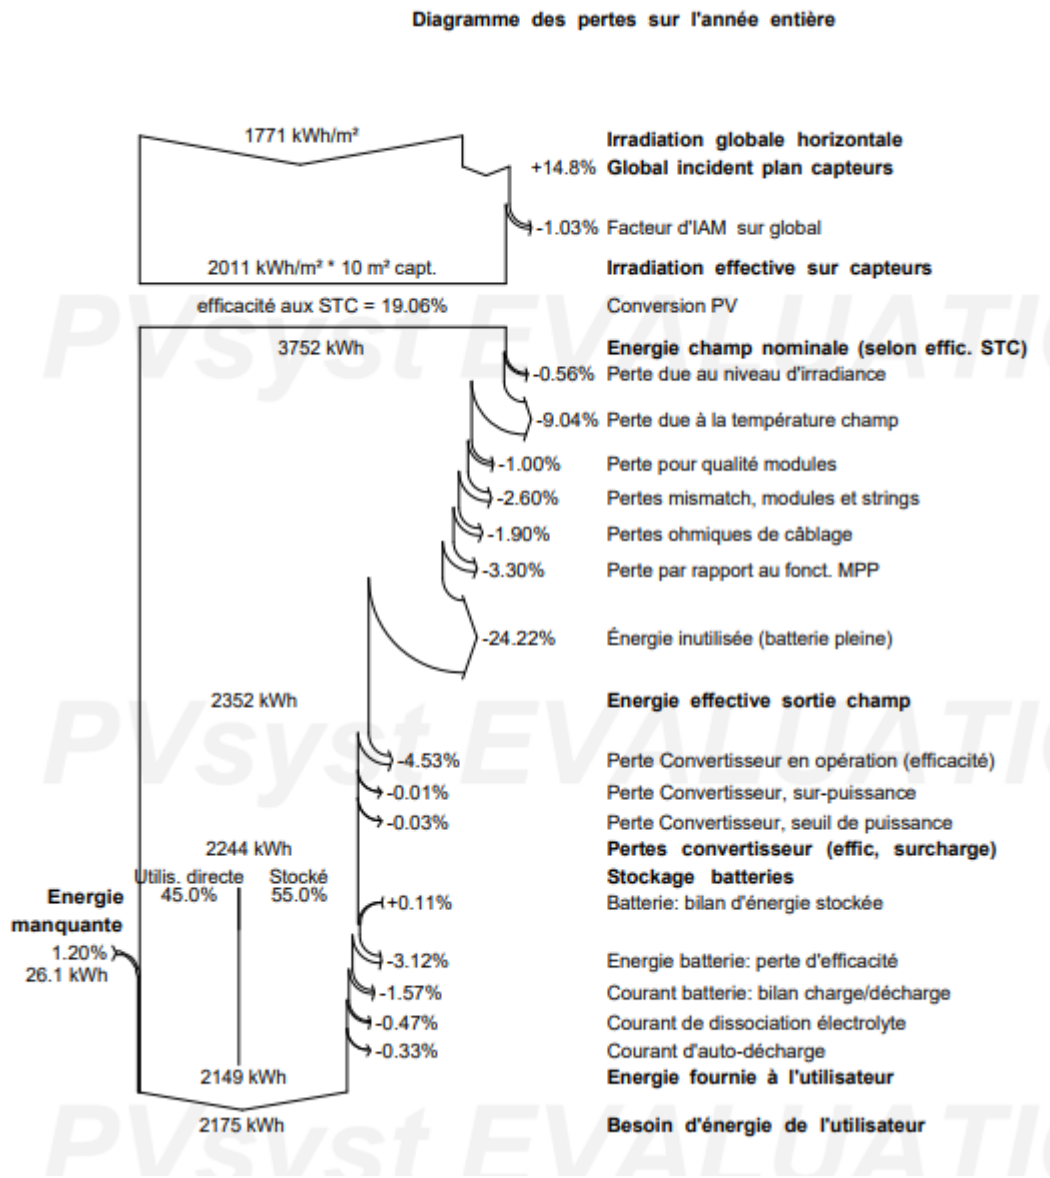 Diagramme des pertes sur l'année entière
1771 kWh/m² Irradiation globale horizontale
+14.8% Global incident plan capteurs
-1.03% Facteur d'IAM sur global
2011 kWh/m² * 10 m² capt. Irradiation effective sur capteurs
efficacité aux STC = 19.06% Conversion PV
PVsyst EVALUATI
3752 kWh Energie champ nominale (selon effic. STC)
-0.56% Perte due au niveau d'irradiance
-9.04% Perte due à la température champ
-1.00% Perte pour qualité modules
-2.60% Pertes mismatch, modules et strings
-1.90% Pertes ohmiques de câblage
-3.30% Perte par rapport au fonct. MPP
-24.22% Énergie inutilisée (batterie pleine)
2352 kWh Energie effective sortie champ
PVsyst EVALUATI
-4.53% Perte Convertisseur en opération (efficacité)
-0.01% Perte Convertisseur, sur-puissance
-0.03% Perte Convertisseur, seuil de puissance
2244 kWh Pertes convertisseur (effic, surcharge)
Utilis. directe Stocké Stockage batteries
Energie 45.0% 55.0% +0.11% Batterie: bilan d'énergie stockée
manquante
1.20% -3.12% Energie batterie: perte d'efficacité
26.1 kWh
-1.57% Courant batterie: bilan charge/décharge
-0.47% Courant de dissociation électrolyte
-0.33% Courant d'auto-décharge
2149 kWh Energie fournie à l'utilisateur
2175 kWh Besoin d'énergie de l'utilisateur
PVsyst EVALUATI